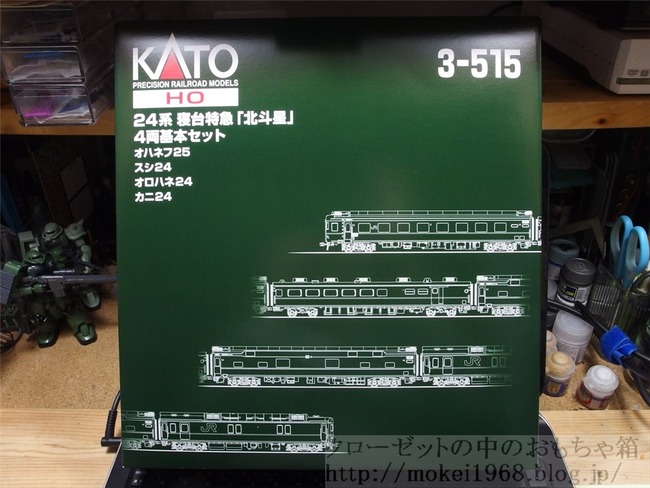 KATO
3-515
PRECISION RAILROAD MODELS
HO
24系 寝台特急「北斗星」
4両基本セット
オハネフ25
スシ24
オロハネ24
カニ24
JR
JR
クローゼットの中のおもちゃ箱
http://mokei1968.blog.jp/